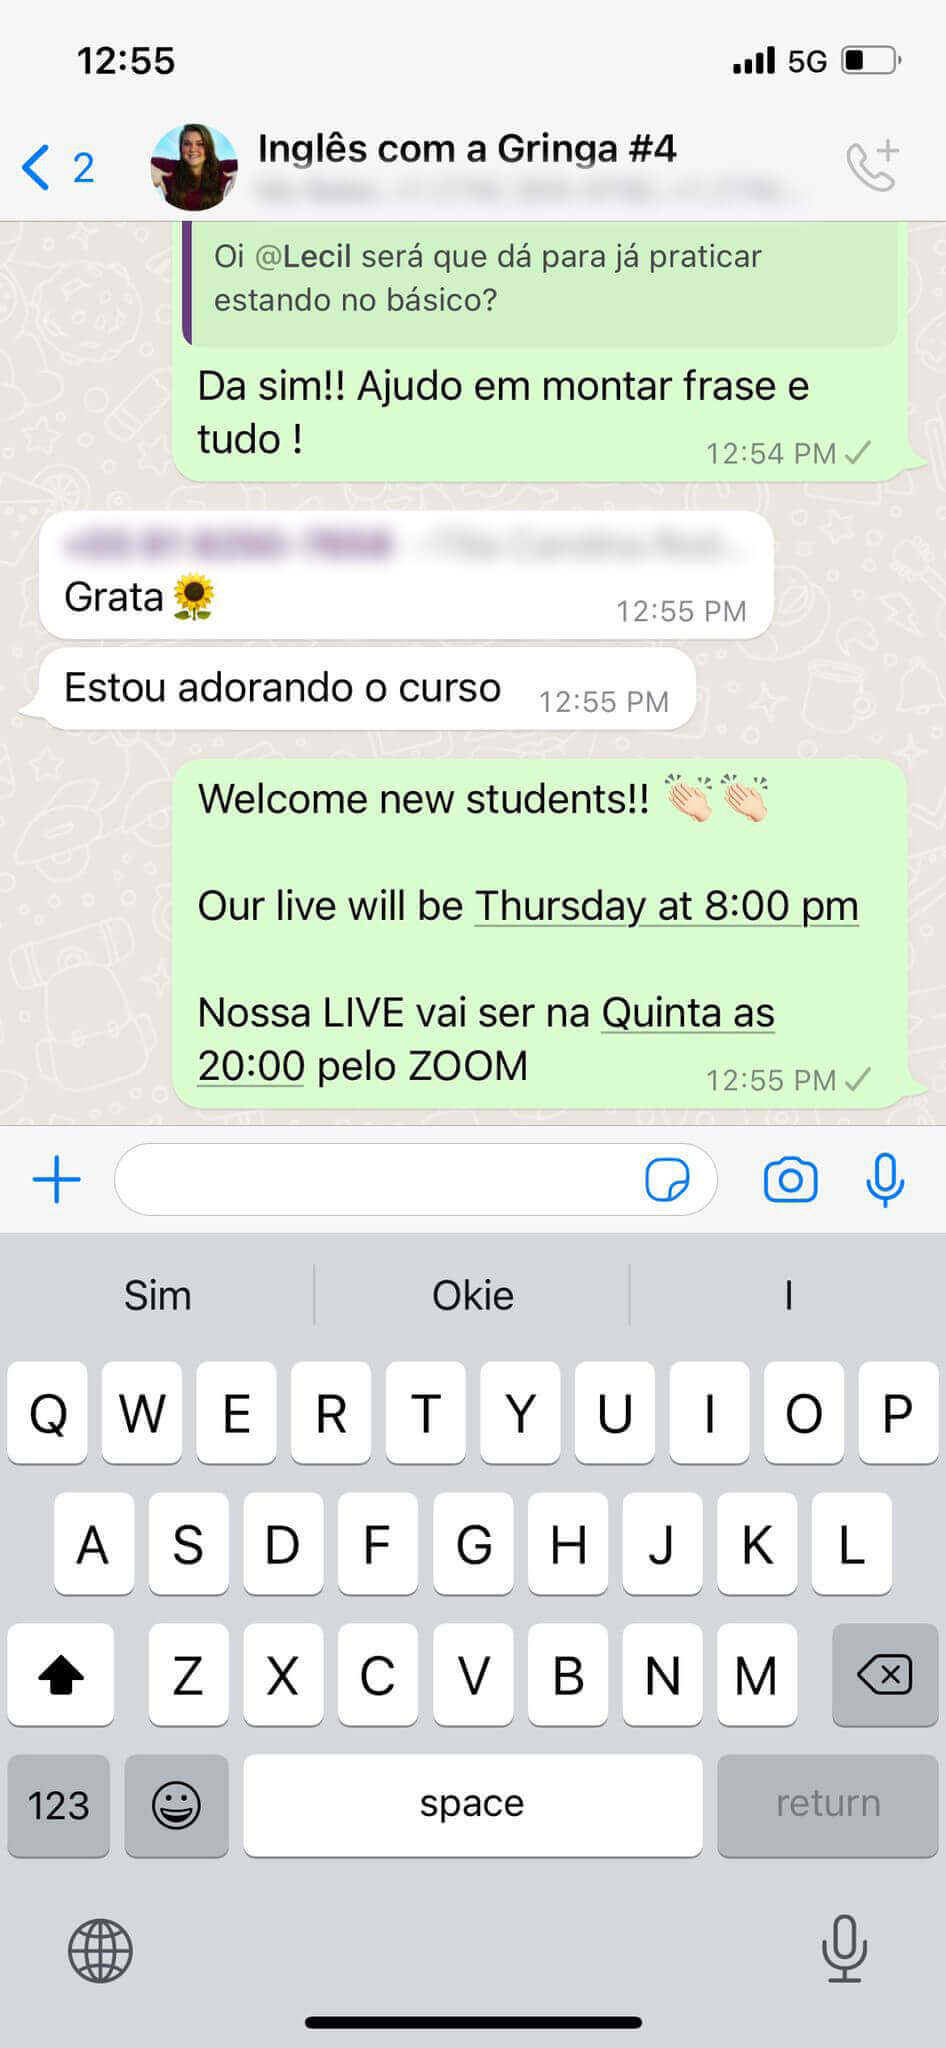 12:55
5G
2
Inglês com a Gringa #4
Oi @Lecil será que dá para já praticar
estando no básico?
Da sim!! Ajudo em montar frase e
tudo !
12:54 PM
Grata🌻
12:55 PM
Estou adorando o curso
12:55 PM
Welcome new students!! 👏🏻👏🏻
Our live will be Thursday at 8:00 pm
Nossa LIVE vai ser na Quinta as
20:00 pelo ZOOM
12:55 PM
Sim
Okie
I
Q W E R T Y U I O P
A S D F G H J K L
Z X C V B N M
123
space
return